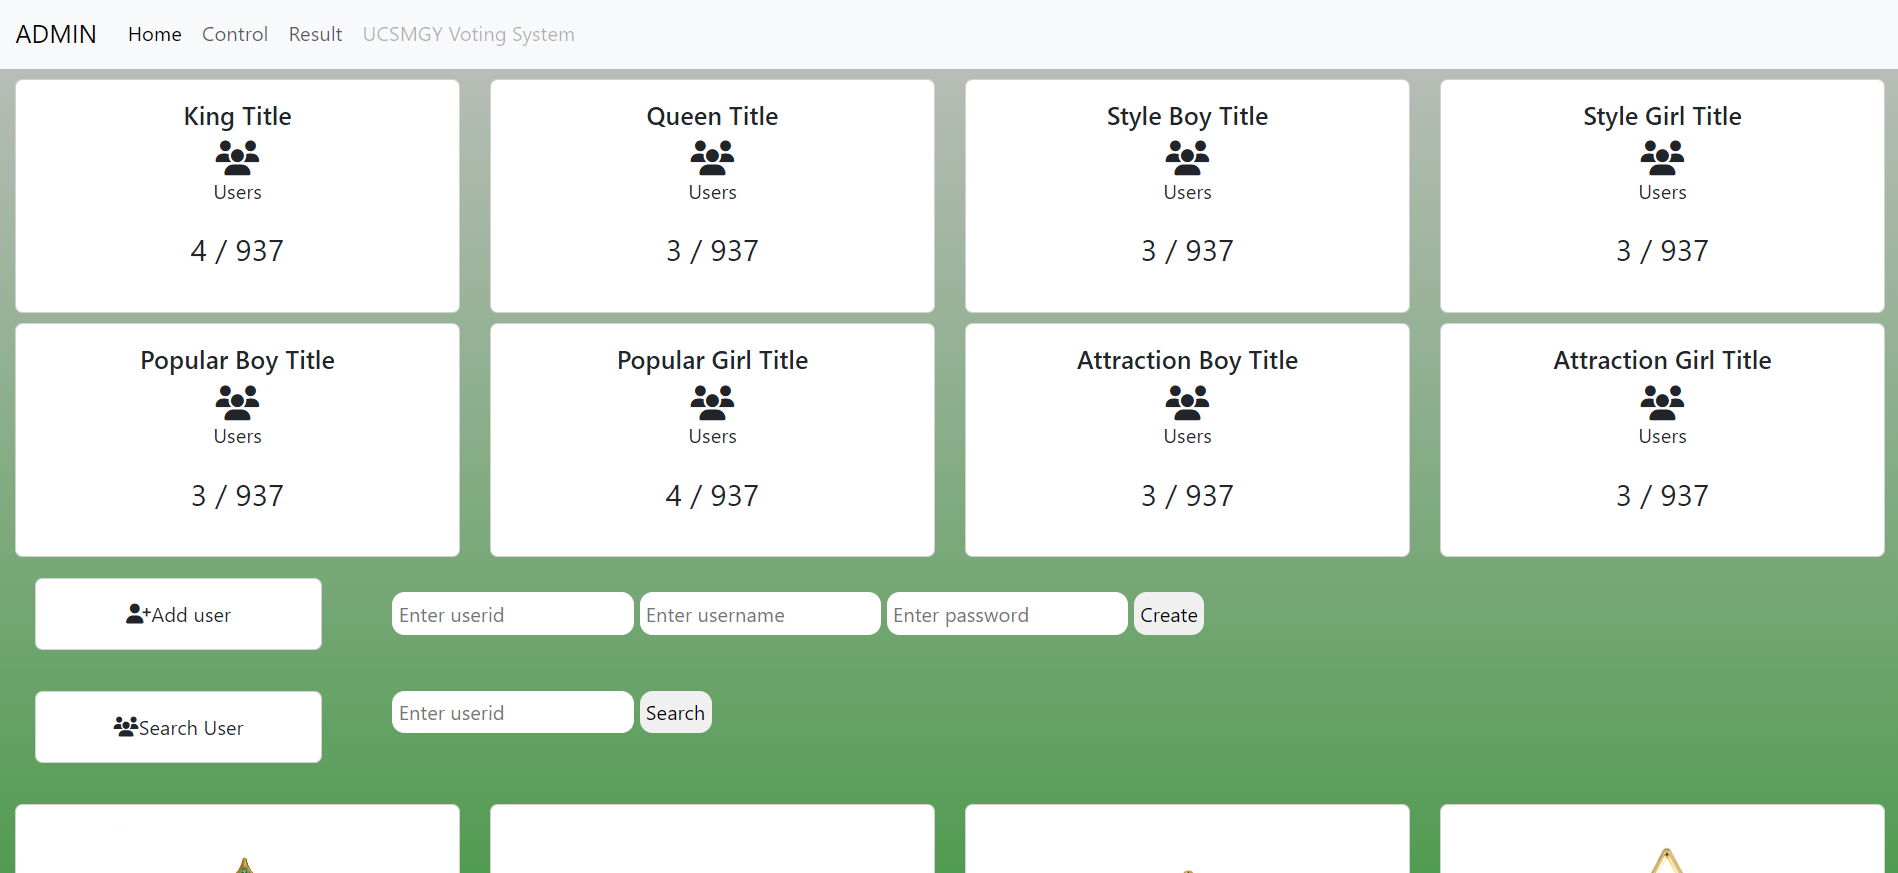 ADMIN Home Control Result UCSMGY Voting System
King Title
Users
4 / 937
Queen Title
Users
3 / 937
Style Boy Title
Users
3 / 937
Style Girl Title
Users
3 / 937
Popular Boy Title
Users
3 / 937
Popular Girl Title
Users
4 / 937
Attraction Boy Title
Users
3 / 937
Attraction Girl Title
Users
3 / 937
Add user
Enter userid Enter username Enter password Create
Search User
Enter userid Search